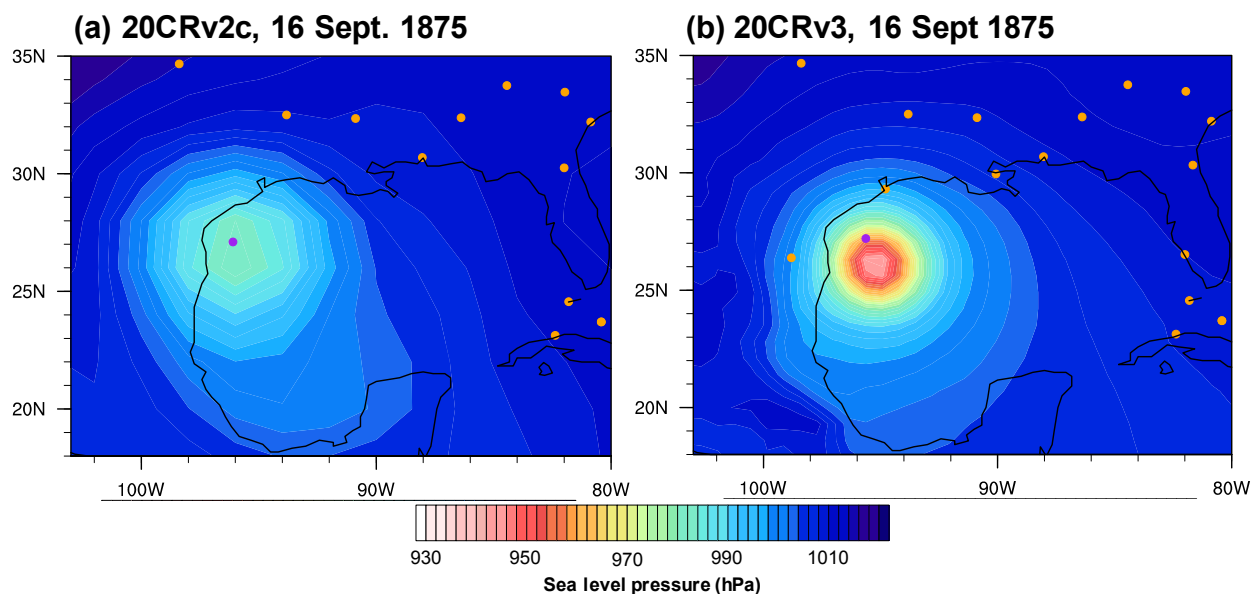 (a) 20CRv2c, 16 Sept. 1875
(b) 20CRv3, 16 Sept 1875
35N
30N
25N
20N
100W
90W
80W
35N
30N
25N
20N
100W
90W
80W
930
950
970
990
1010
Sea level pressure (hPa)